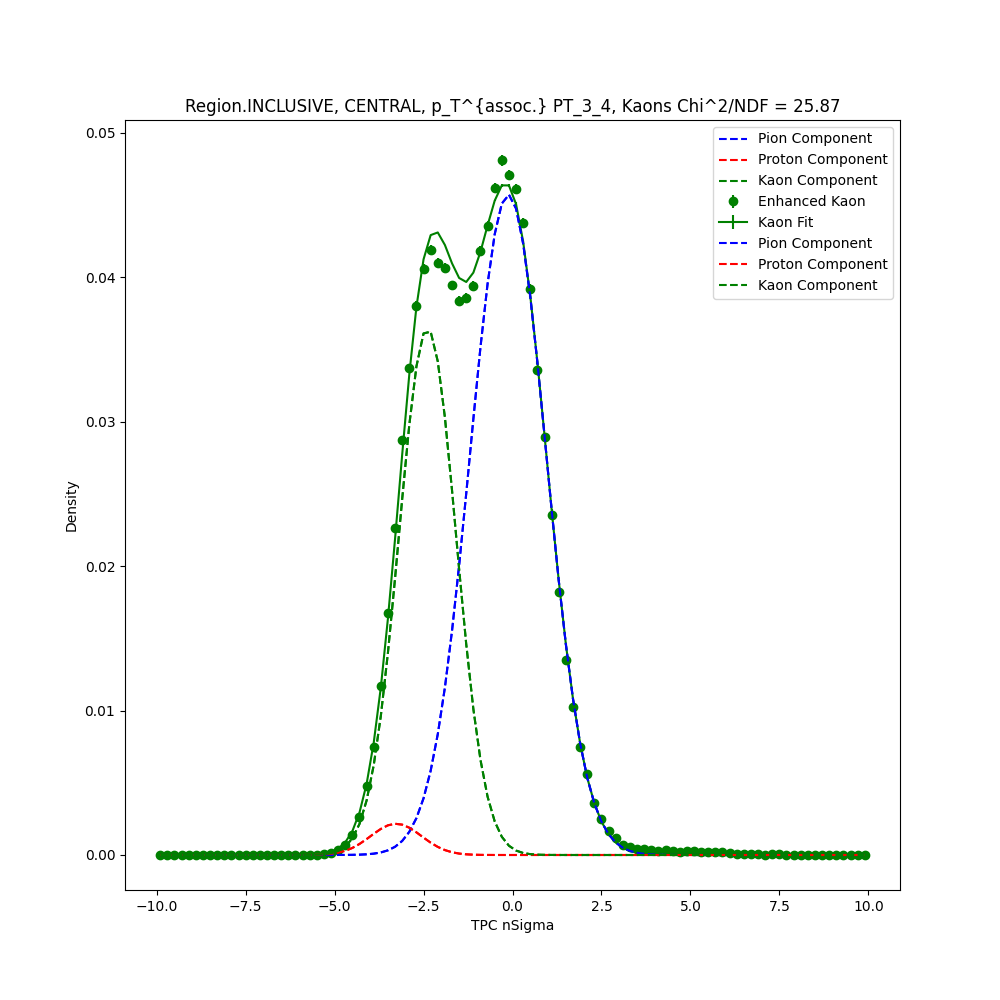 Region.INCLUSIVE, CENTRAL, p_T^{assoc.} PT_3_4, Kaons Chi^2/NDF = 25.87
Pion Component
Proton Component
Kaon Component
Enhanced Kaon
Kaon Fit
Pion Component
Proton Component
Kaon Component
0.05
0.04
0.03
0.02
0.01
0.00
Density
−10.0 −7.5 −5.0 −2.5 0.0 2.5 5.0 7.5 10.0
TPC nSigma